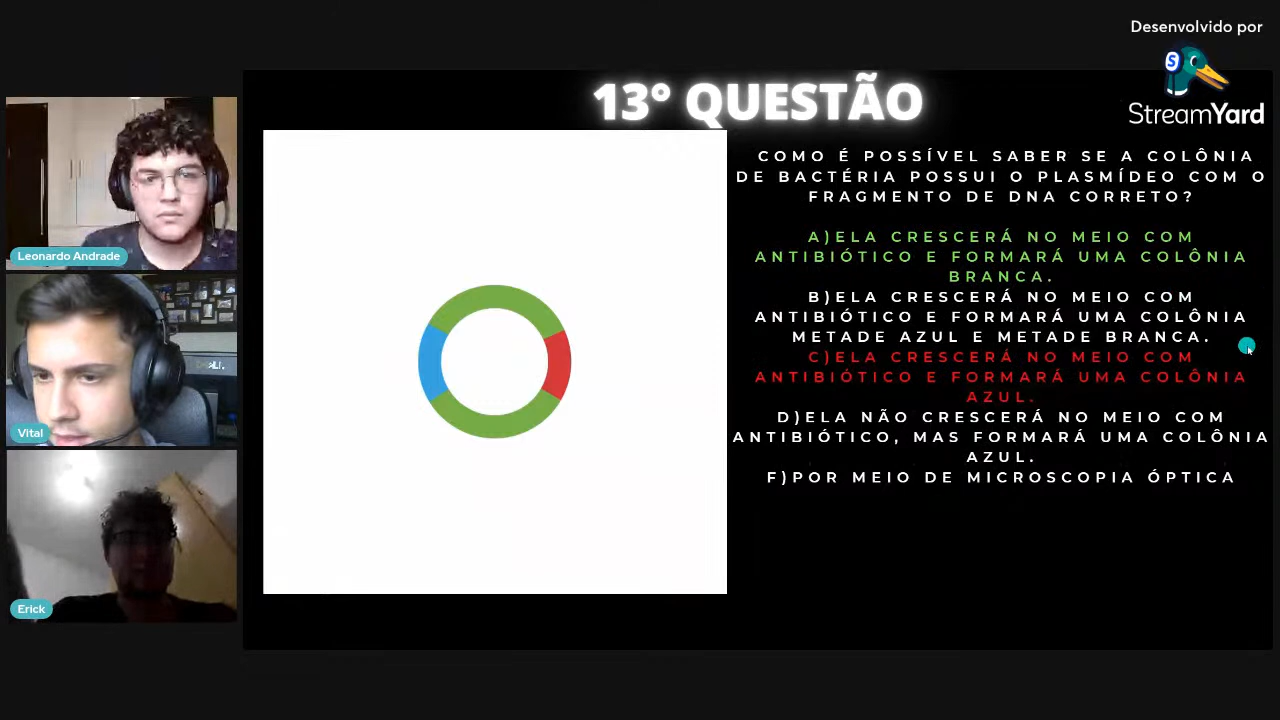 Desenvolvido por
S
StreamYard
13° QUESTÃO
Leonardo Andrade
DELL
Vital
Erick
COMO É POSSÍVEL SABER SE A COLÔNIA
DE BACTÉRIA POSSUI O PLASMÍDEO COM O
FRAGMENTO DE DNA CORRETO?
A)ELA CRESCERÁ NO MEIO COM
ANTIBIÓTICO E FORMARÁ UMA COLÔNIA
BRANCA.
B)ELA CRESCERÁ NO MEIO COM
ANTIBIÓTICO E FORMARÁ UMA COLÔNIA
METADE AZUL E METADE BRANCA.
C)ELA CRESCERÁ NO MEIO COM
ANTIBIÓTICO E FORMARÁ UMA COLÔNIA
AZUL.
D)ELA NÃO CRESCERÁ NO MEIO COM
ANTIBIÓTICO, MAS FORMARÁ UMA COLÔNIA
AZUL.
F)POR MEIO DE MICROSCOPIA ÓPTICA